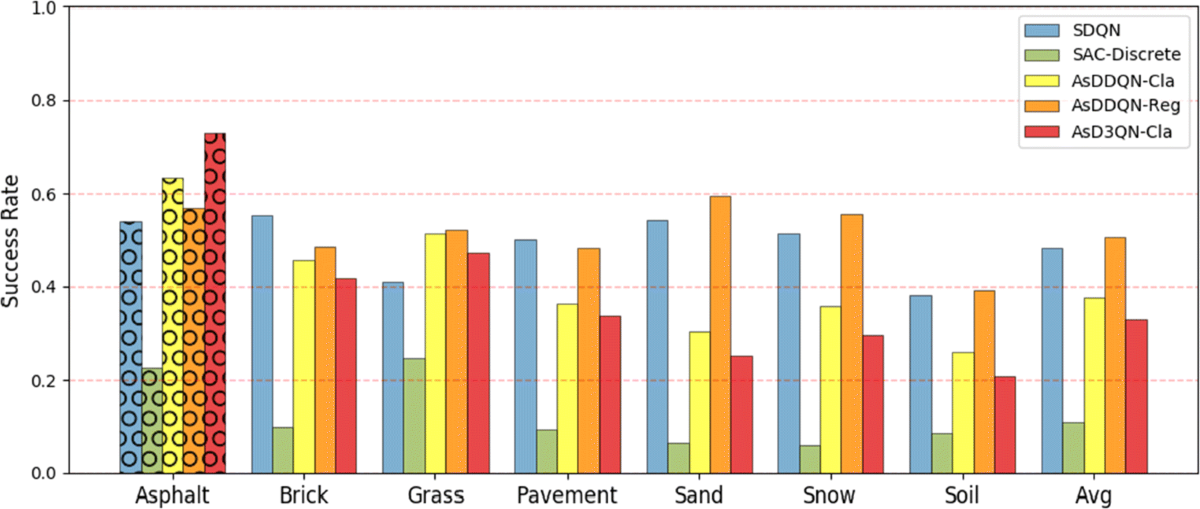 Success Rate
1.0
0.8
0.6
0.4
0.2
0.0
SDQN
SAC-Discrete
AsDDQN-Cla
AsDDQN-Reg
AsD3QN-Cla
Asphalt Brick Grass Pavement Sand Snow Soil Avg